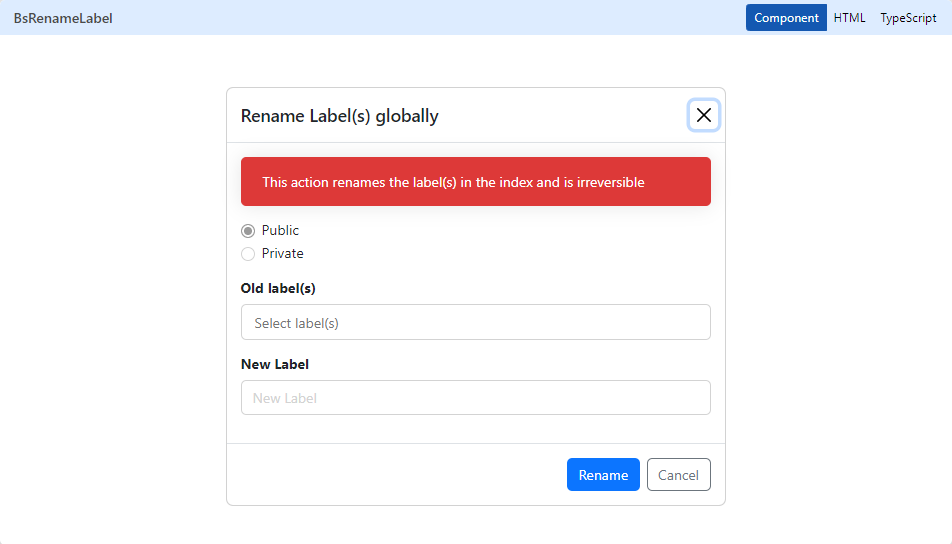 BsRenameLabel
Component HTML TypeScript
Rename Label(s) globally
This action renames the label(s) in the index and is irreversible
Public
Private
Old label(s)
Select label(s)
New Label
New Label
Rename Cancel